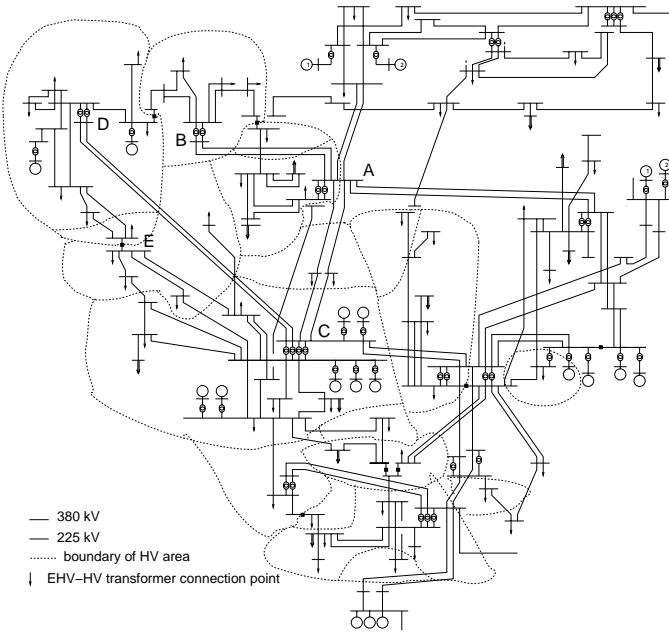 1
2
1
2
A
D
B
E
C
380 kV
225 kV
boundary of HV area
EHV–HV transformer connection point